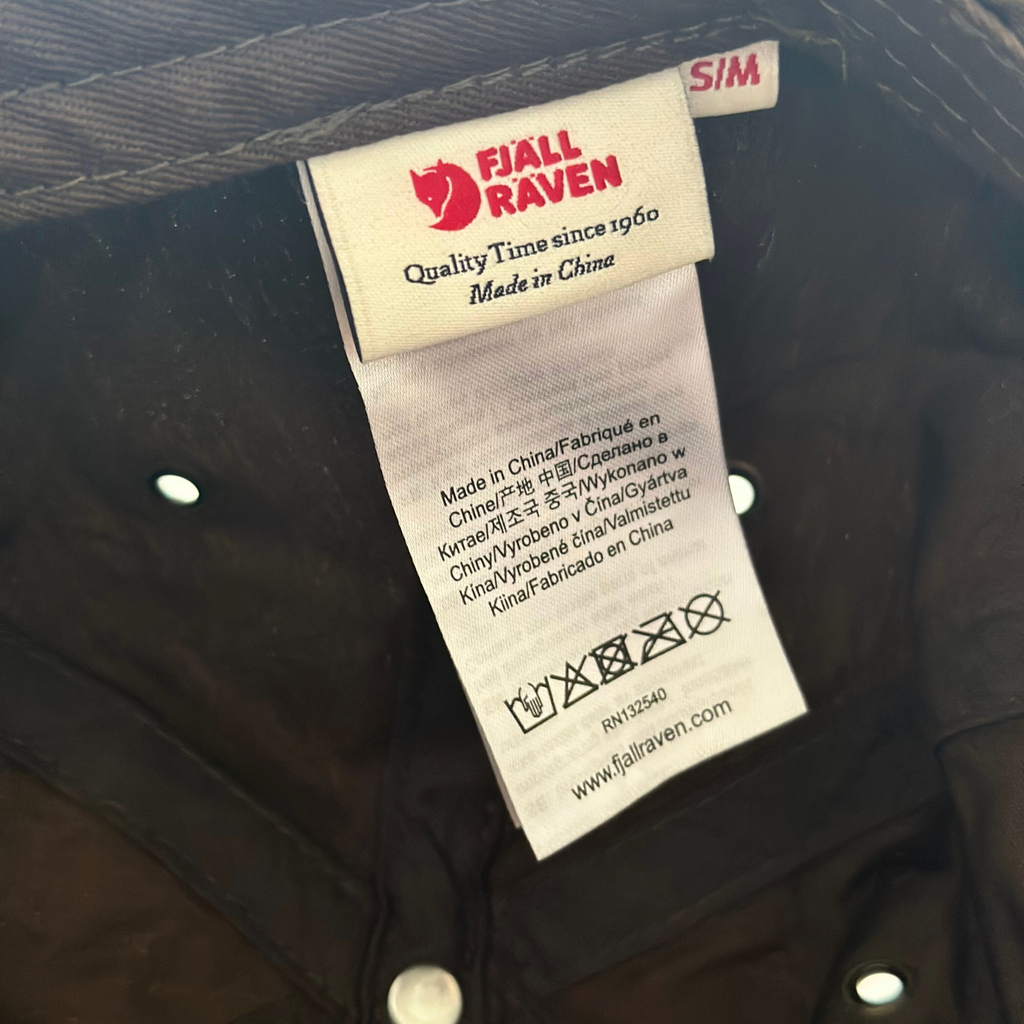 S/M
FJÄLL
RÄVEN
Quality Time since 1960
Made in China
Made in China/Fabriqué en
Chine/产地 中国/Сделано в
Китае/제조국 중국/Wykonano w
Chiny/Vyrobeno v Čína/Gyártva
Kina/Vyrobené čína/Valmistettu
Kiina/Fabricado en China
RN132540
www.fjallraven.com